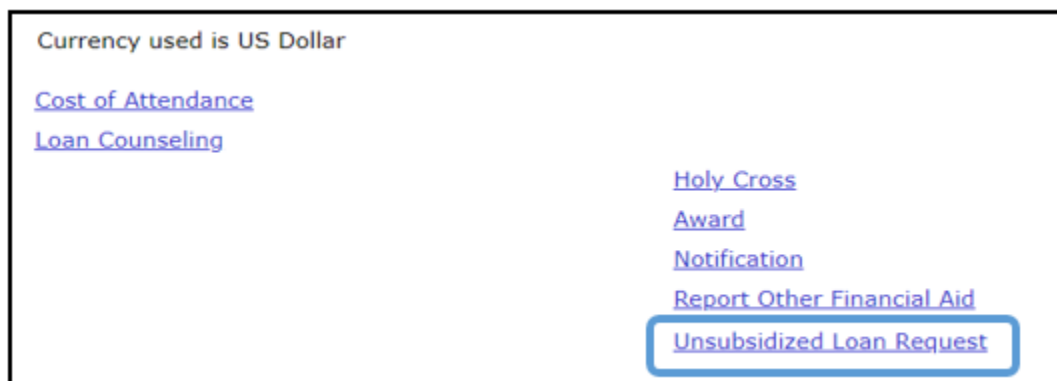 Currency used is US Dollar
Cost of Attendance
Loan Counseling
Holy Cross
Award
Notification
Report Other Financial Aid
Unsubsidized Loan Request